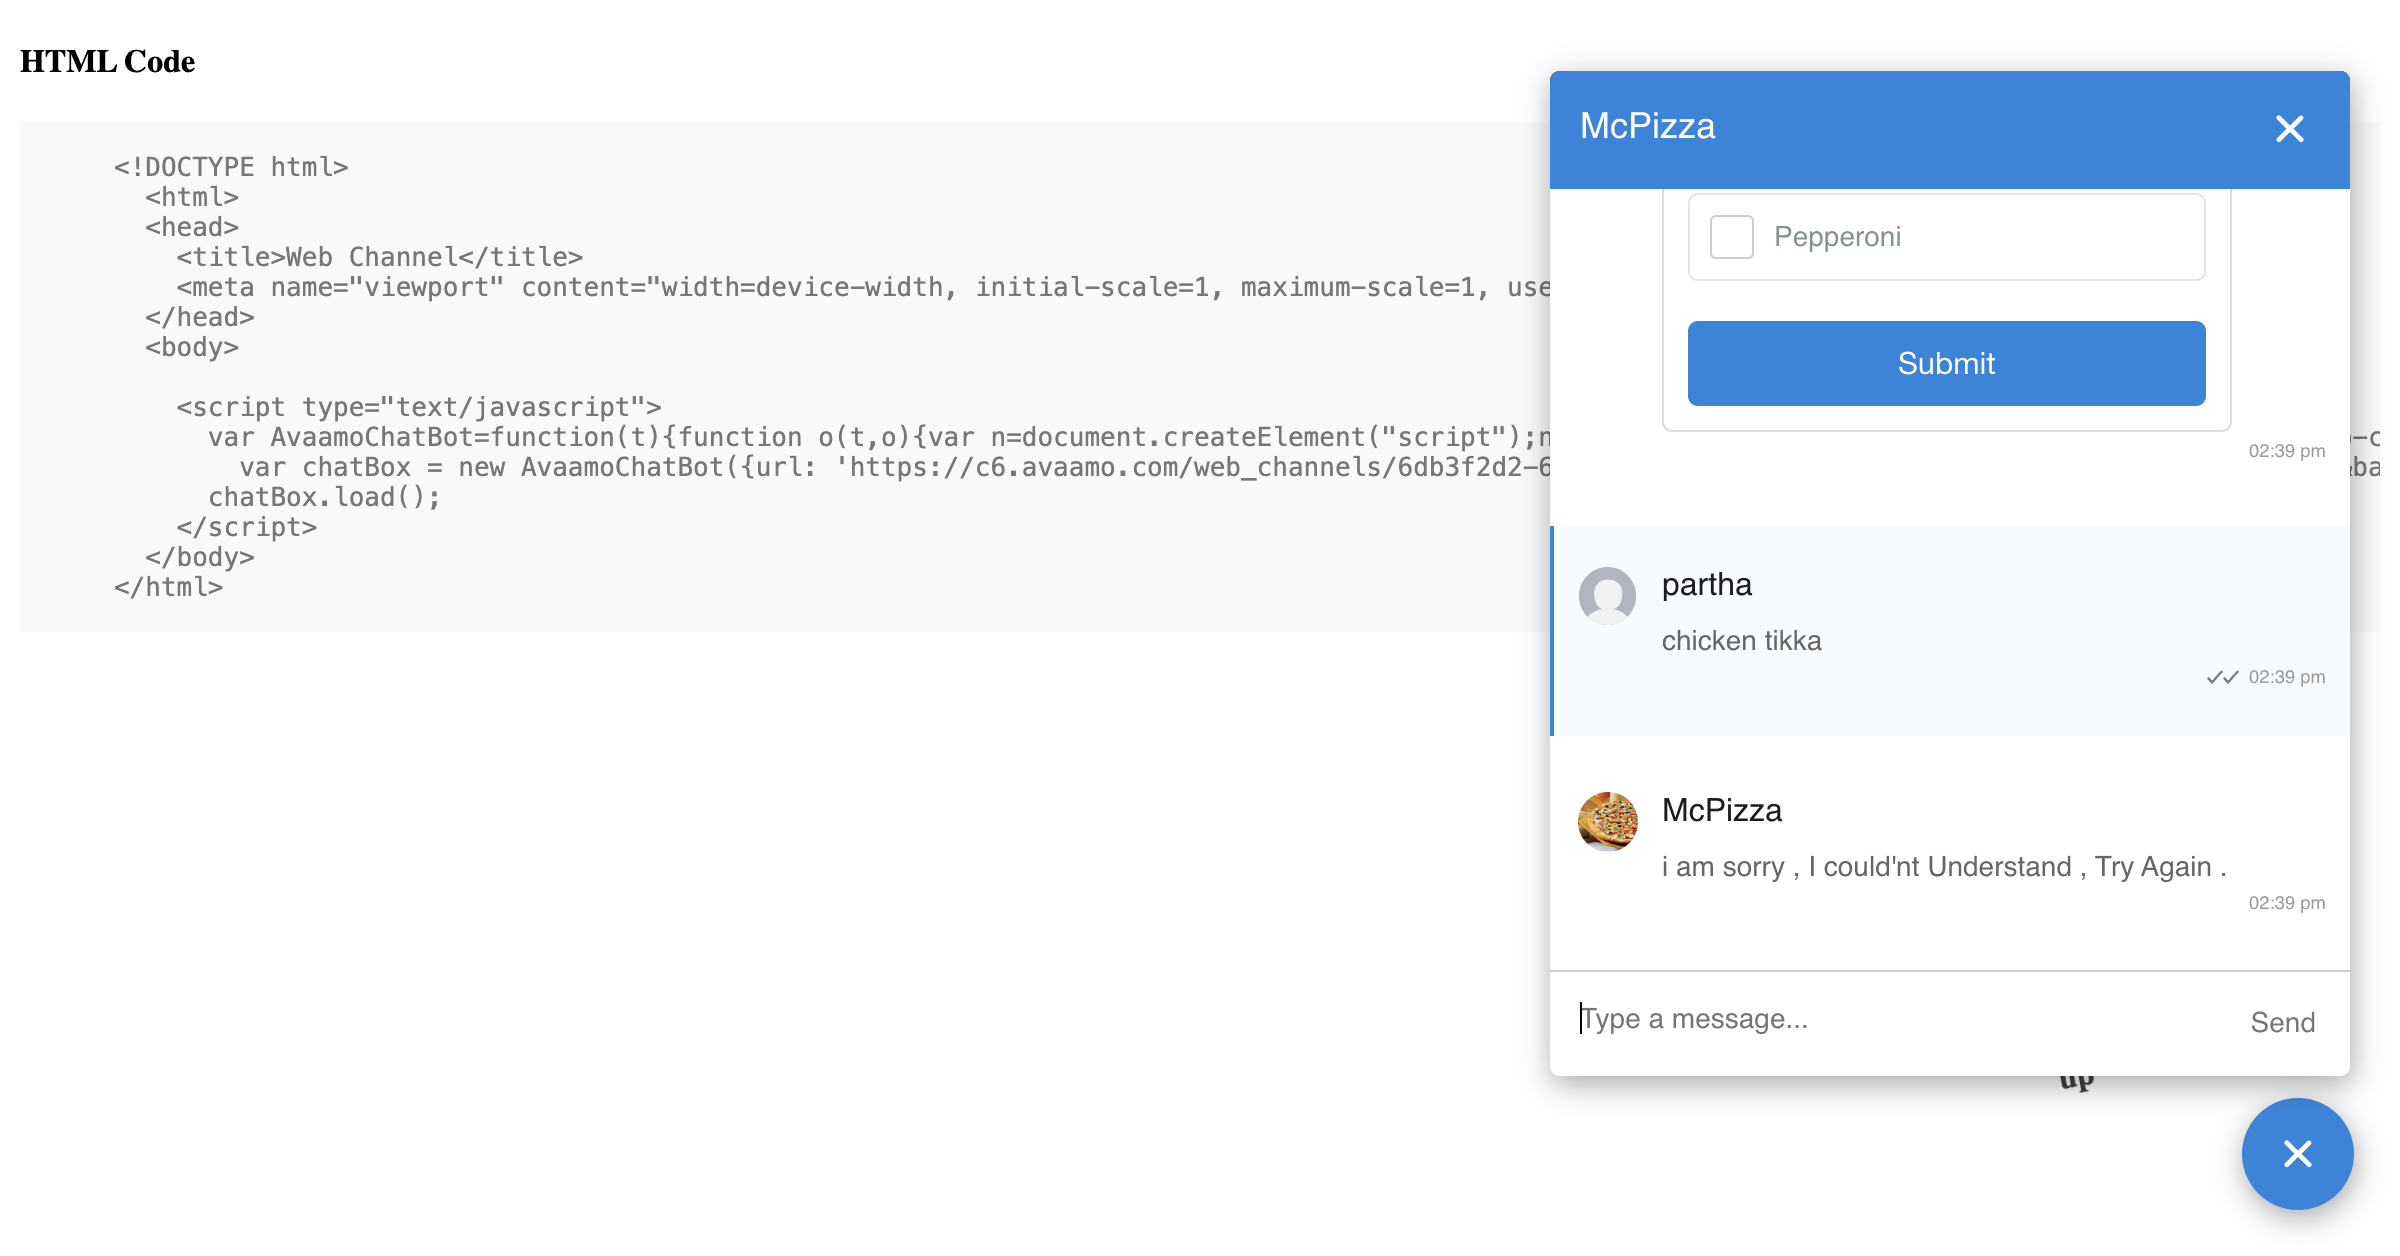 HTML Code
<!DOCTYPE html>
<html>
<head>
<title>Web Channel</title>
<meta name="viewport" content="width=device-width, initial-scale=1, maximum-scale=1, use
</head>
<body>
<script type="text/javascript">
var AvaamoChatBot=function(t){function o(t,o){var n=document.createElement("script");n
var chatBox = new AvaamoChatBot({url: 'https://c6.avaamo.com/web_channels/6db3f2d2-6
chatBox.load();
</script>
</body>
</html>
McPizza
Pepperoni
Submit
02:39 pm
partha
chicken tikka
02:39 pm
McPizza
i am sorry , I could'nt Understand , Try Again .
02:39 pm
Type a message...
Send
up